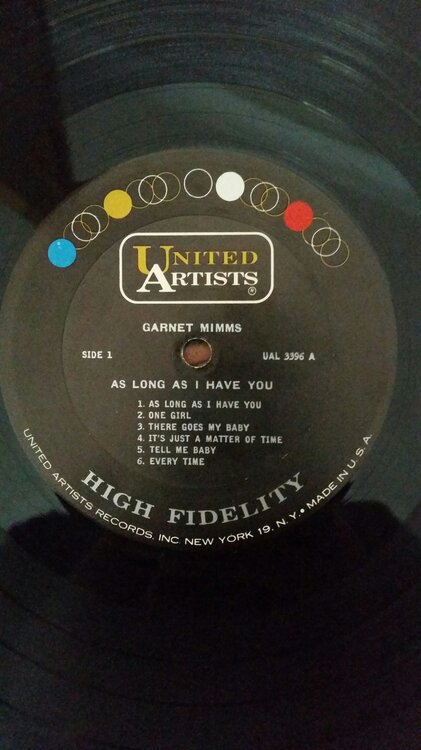 UNITED
ARTISTS
®
GARNET MIMMS
SIDE 1
UAL 3396 A
AS LONG AS I HAVE YOU
1. AS LONG AS I HAVE YOU
2. ONE GIRL
3. THERE GOES MY BABY
4. IT'S JUST A MATTER OF TIME
5. TELL ME BABY
6. EVERY TIME
HIGH FIDELITY
UNITED ARTISTS RECORDS, INC. NEW YORK 19, N. Y. • MADE IN U. S. A.